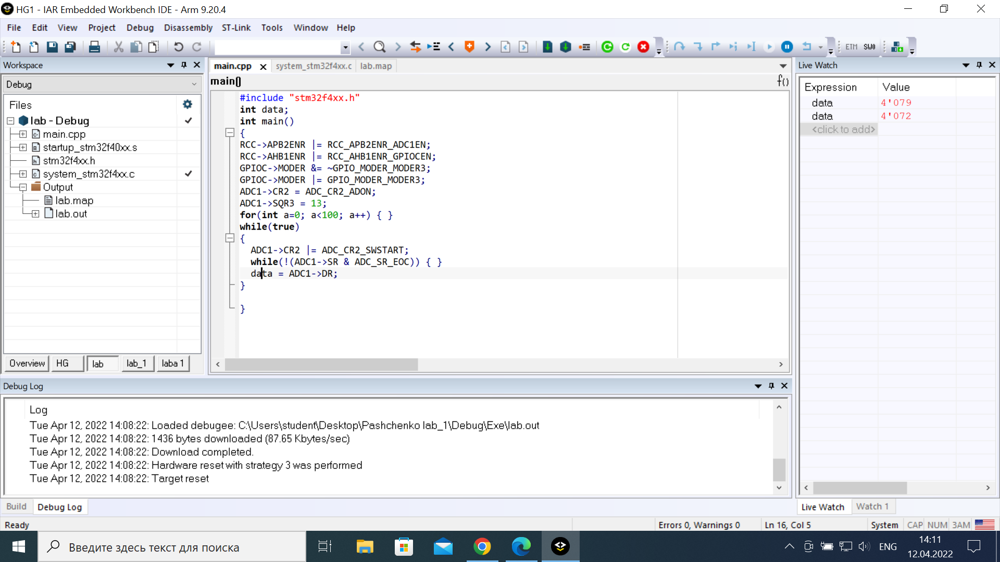 HG1 - IAR Embedded Workbench IDE - Arm 9.20.4
File Edit View Project Debug Disassembly ST-Link Tools Window Help
ETM SWO
Workspace
Debug
Files
lab - Debug
main.cpp
startup_stm32f40xx.s
stm32f4xx.h
system_stm32f4xx.c
Output
lab.map
lab.out
Overview HG lab lab_1 laba 1
main.cpp system_stm32f4xx.c lab.map
main()
f()
#include "stm32f4xx.h"
int data;
int main()
{
RCC->APB2ENR |= RCC_APB2ENR_ADC1EN;
RCC->AHB1ENR |= RCC_AHB1ENR_GPIOCEN;
GPIOC->MODER &= ~GPIO_MODER_MODER3;
GPIOC->MODER |= GPIO_MODER_MODER3;
ADC1->CR2 = ADC_CR2_ADON;
ADC1->SQR3 = 13;
for(int a=0; a<100; a++) { }
while(true)
{
ADC1->CR2 |= ADC_CR2_SWSTART;
while(!(ADC1->SR & ADC_SR_EOC)) { }
data = ADC1->DR;
}
}
Live Watch
Expression Value
data 4'079
data 4'072
<click to add>
Live Watch Watch 1
Debug Log
Log
Tue Apr 12, 2022 14:08:22: Loaded debugee: C:\Users\student\Desktop\Pashchenko lab_1\Debug\Exe\lab.out
Tue Apr 12, 2022 14:08:22: 1436 bytes downloaded (87.65 Kbytes/sec)
Tue Apr 12, 2022 14:08:22: Download completed.
Tue Apr 12, 2022 14:08:22: Hardware reset with strategy 3 was performed
Tue Apr 12, 2022 14:08:22: Target reset
Build Debug Log
Ready
Errors 0, Warnings 0
Ln 16, Col 5
System
CAP NUM ЗАМ
Введите здесь текст для поиска
ENG
14:11
12.04.2022